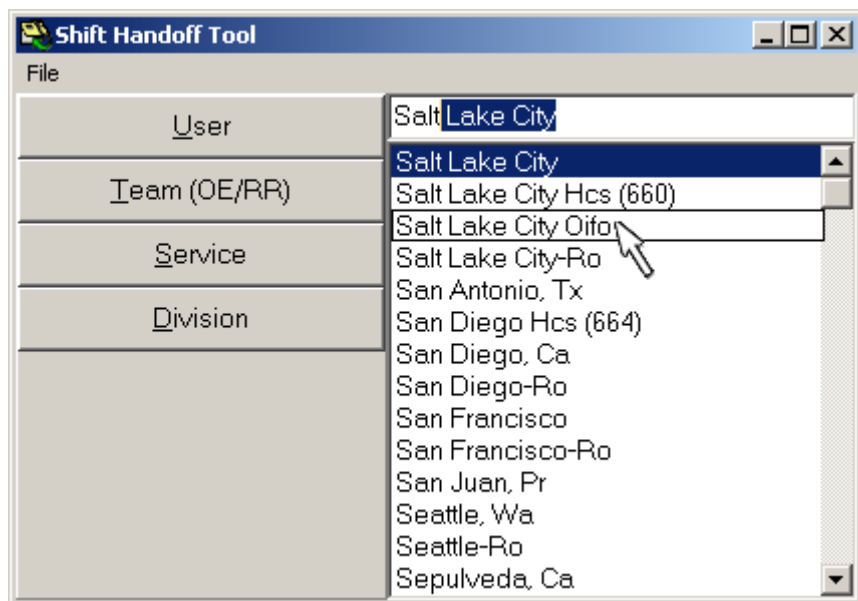 Shift Handoff Tool
File
User
Team (OE/RR)
Service
Division
Salt Lake City
Salt Lake City
Salt Lake City Hcs (660)
Salt Lake City Oifo
Salt Lake City-Ro
San Antonio, Tx
San Diego Hcs (664)
San Diego, Ca
San Diego-Ro
San Francisco
San Francisco-Ro
San Juan, Pr
Seattle, Wa
Seattle-Ro
Sepulveda, Ca